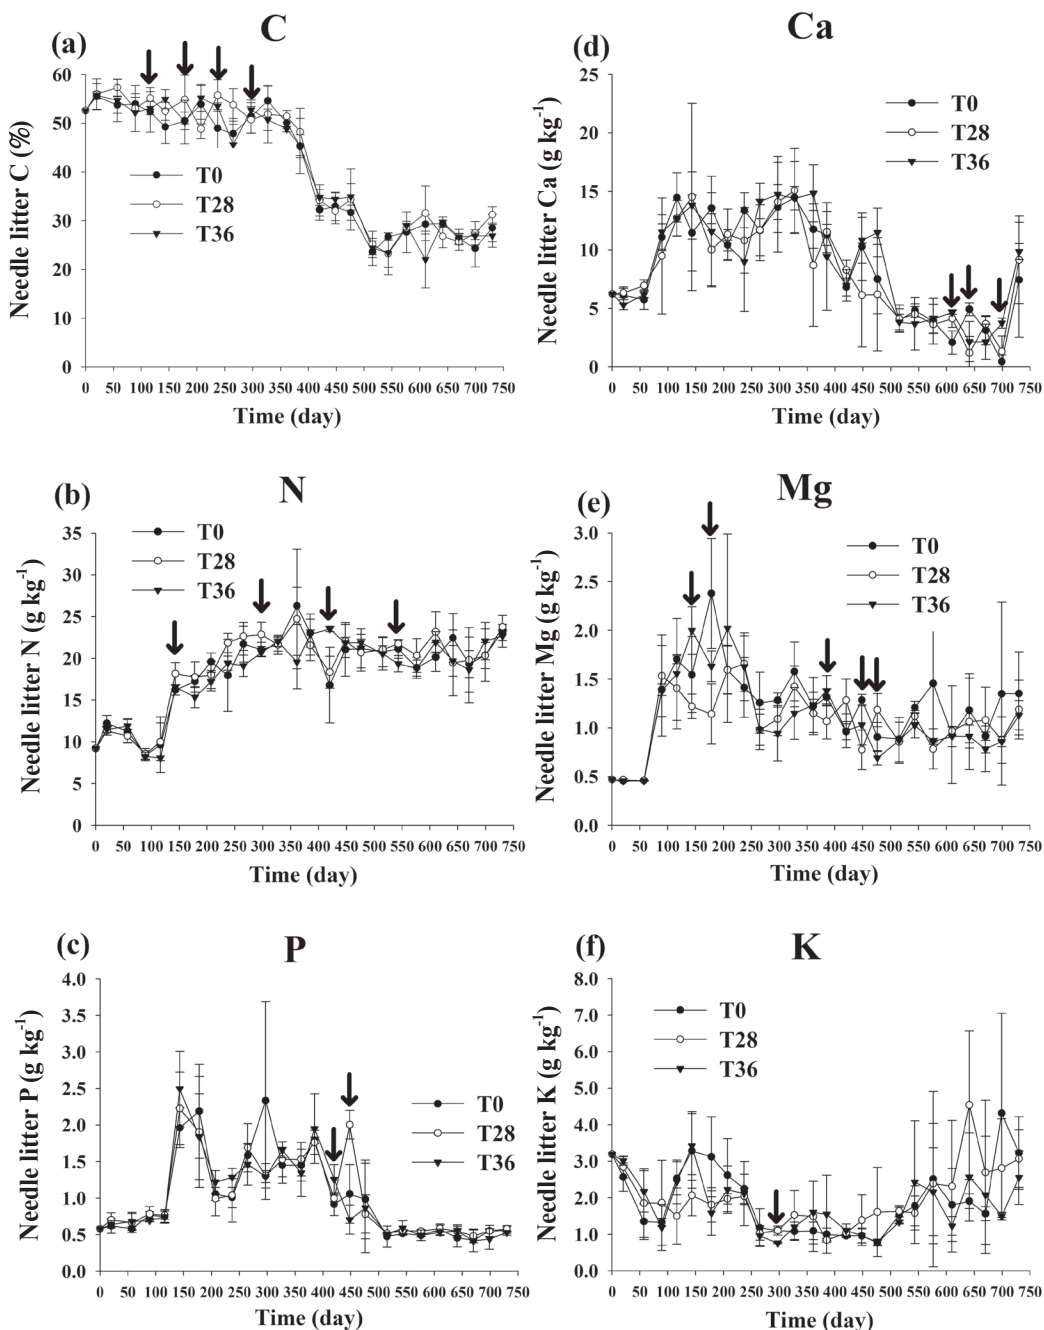 (a) C
60
50
40
30
20
10
0
T0
T28
T36
Needle litter C (%)
0 50 100 150 200 250 300 350 400 450 500 550 600 650 700 750
Time (day)
(d) Ca
25
20
15
10
5
0
T0
T28
T36
Needle litter Ca (g kg-1)
0 50 100 150 200 250 300 350 400 450 500 550 600 650 700 750
Time (day)
(b) N
35
30
25
20
15
10
5
0
T0
T28
T36
Needle litter N (g kg-1)
0 50 100 150 200 250 300 350 400 450 500 550 600 650 700 750
Time (day)
(e) Mg
3.0
2.5
2.0
1.5
1.0
0.5
0.0
T0
T28
T36
Needle litter Mg (g kg-1)
0 50 100 150 200 250 300 350 400 450 500 550 600 650 700 750
Time (day)
(c) P
4.0
3.5
3.0
2.5
2.0
1.5
1.0
0.5
0.0
T0
T28
T36
Needle litter P (g kg-1)
0 50 100 150 200 250 300 350 400 450 500 550 600 650 700 750
Time (day)
(f) K
8.0
7.0
6.0
5.0
4.0
3.0
2.0
1.0
0.0
T0
T28
T36
Needle litter K (g kg-1)
0 50 100 150 200 250 300 350 400 450 500 550 600 650 700 750
Time (day)